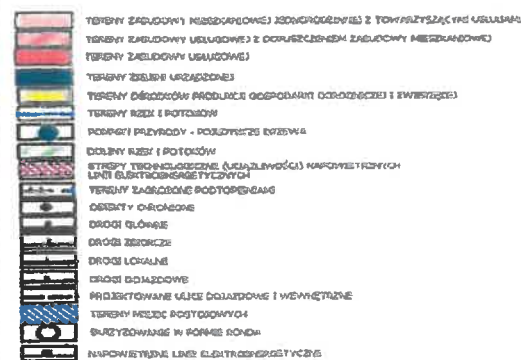 TERENY ZABUDOWY MIESZKANIOWEJ JEDNORODZINNEJ Z TOWARZYSZĄCYMI USŁUGAMI
TERENY ZABUDOWY USŁUGOWEJ Z DOPUSZCZENIEM ZABUDOWY MIESZKANIOWEJ
TERENY ZABUDOWY USŁUGOWEJ
TERENY ZIELENI URZĄDZONEJ
TERENY OŚRODKÓW PRODUKCJI GOSPODARKI OGRODNICZEJ I ZWIERZĘCEJ
TERENY RZEK I POTOKÓW
POMNIKI PRZYRODY - POJEDYNCZE DRZEWA
DOLINY RZEK I POTOKÓW
STREFY TECHNOLOGICZNE (UCIĄŻLIWOŚCI) NAPOWIETRZNYCH
LINII ELEKTROENERGETYCZNYCH
TERENY ZAGROŻONE PODTOPIENIAMI
OBIEKTY CHRONIONE
DROGI GŁÓWNE
DROGI ZBIORCZE
DROGI LOKALNE
DROGI DOJAZDOWE
PROJEKTOWANE ULICE DOJAZDOWE I WEWNĘTRZNE
TERENY MIEJSC POSTOJOWYCH
SKRZYŻOWANIE W FORMIE RONDA
NAPOWIETRZNE LINIE ELEKTROENERGETYCZNE